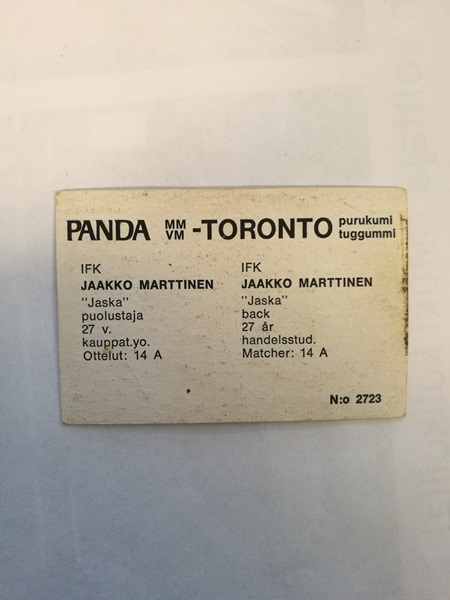 PANDA MM VM -TORONTO purukumi tuggummi
IFK
JAAKKO MARTTINEN
"Jaska"
puolustaja
27 v.
kauppat.yo.
Ottelut: 14 A
IFK
JAAKKO MARTTINEN
"Jaska"
back
27 år
handelsstud.
Matcher: 14 A
N:o 2723